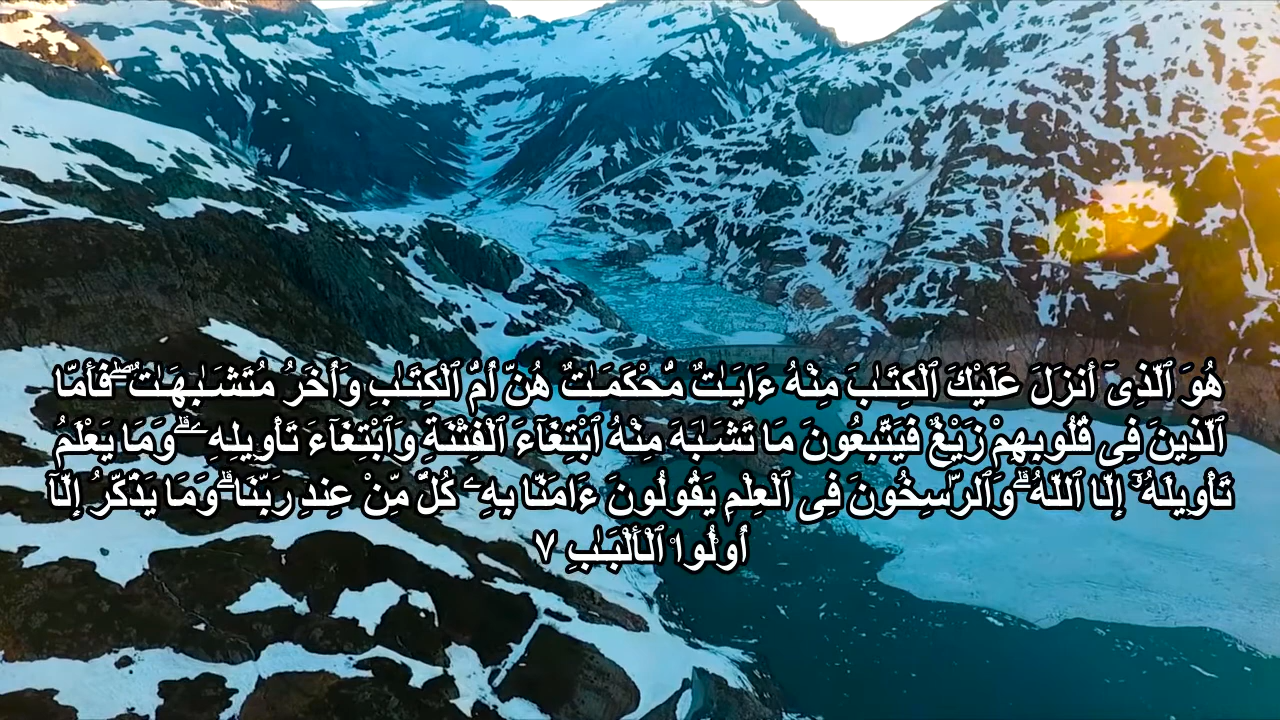 هُوَ ٱلَّذِىٓ أَنزَلَ عَلَيْكَ ٱلْكِتَـٰبَ مِنْهُ ءَايَـٰتٌ مُّحْكَمَـٰتٌ هُنَّ أُمُّ ٱلْكِتَـٰبِ وَأُخَرُ مُتَشَـٰبِهَـٰتٌ ۖ فَأَمَّا
ٱلَّذِينَ فِى قُلُوبِهِمْ زَيْغٌ فَيَتَّبِعُونَ مَا تَشَـٰبَهَ مِنْهُ ٱبْتِغَآءَ ٱلْفِتْنَةِ وَٱبْتِغَآءَ تَأْوِيلِهِۦ ۗ وَمَا يَعْلَمُ
تَأْوِيلَهُۥٓ إِلَّا ٱللَّهُ ۗ وَٱلرَّٰسِخُونَ فِى ٱلْعِلْمِ يَقُولُونَ ءَامَنَّا بِهِۦ كُلٌّ مِّنْ عِندِ رَبِّنَا ۗ وَمَا يَذَّكَّرُ إِلَّآ
أُو۟لُوا۟ ٱلْأَلْبَـٰبِ ٧